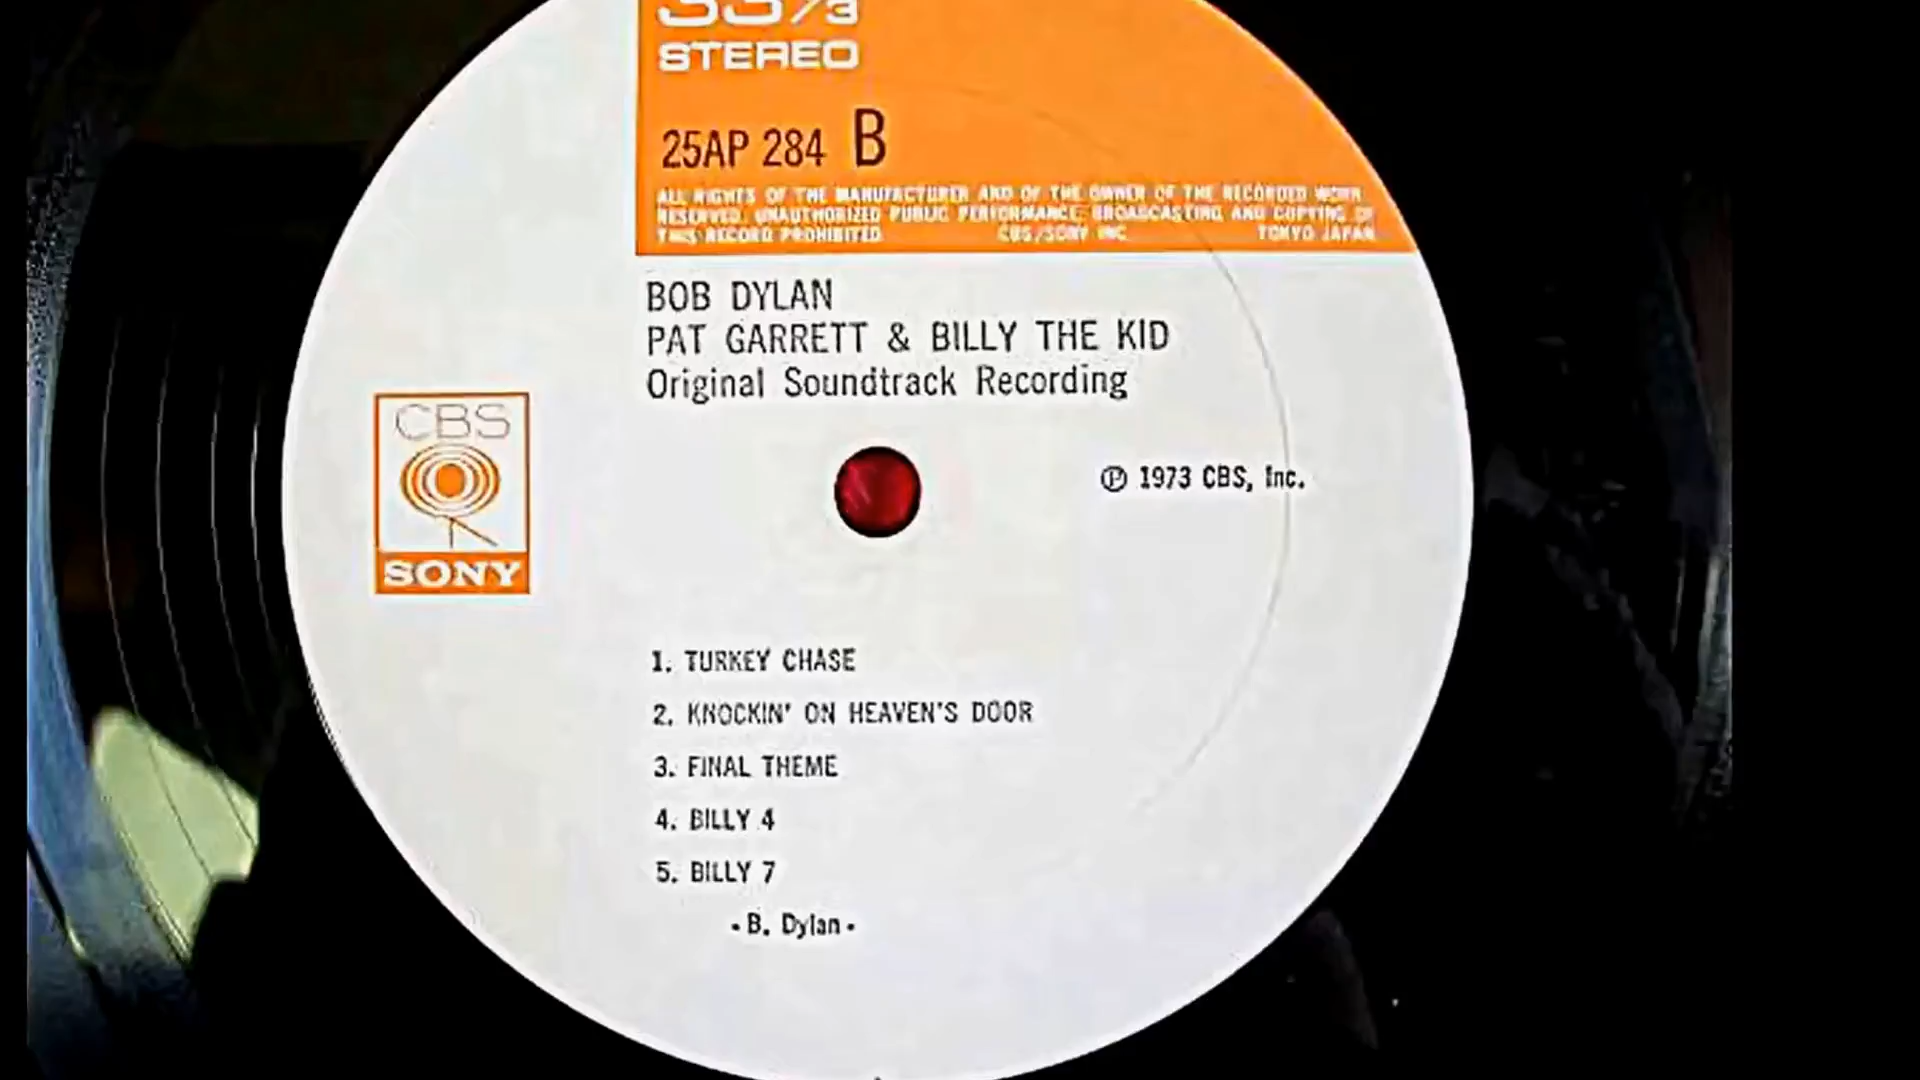 33 1/3
STEREO
25AP 284 B
ALL RIGHTS OF THE MANUFACTURER AND OF THE OWNER OF THE RECORDED WORK
RESERVED. UNAUTHORIZED PUBLIC PERFORMANCE, BROADCASTING AND COPYING OF
THIS RECORD PROHIBITED CBS/SONY INC. TOKYO JAPAN
BOB DYLAN
PAT GARRETT & BILLY THE KID
Original Soundtrack Recording
CBS
SONY
℗ 1973 CBS, Inc.
1. TURKEY CHASE
2. KNOCKIN' ON HEAVEN'S DOOR
3. FINAL THEME
4. BILLY 4
5. BILLY 7
• B. Dylan •